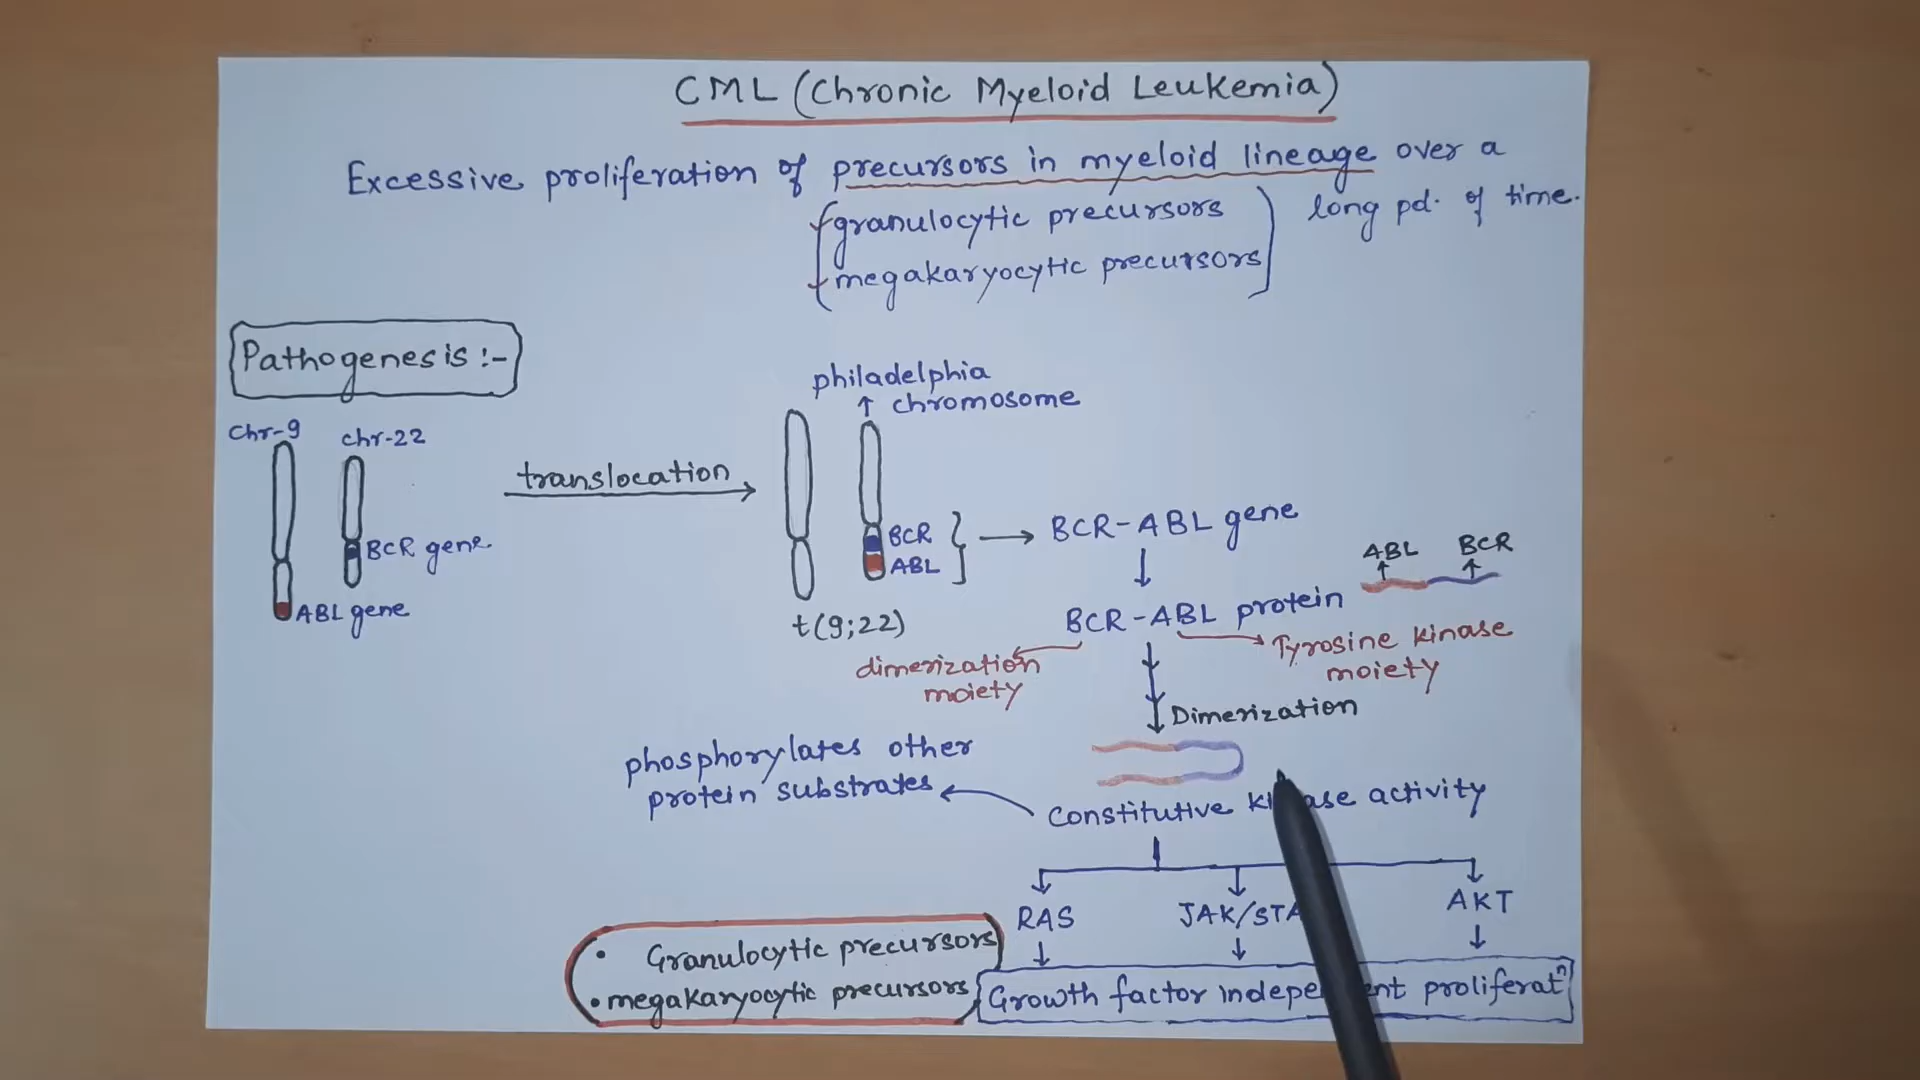 CML (Chronic Myeloid Leukemia)
Excessive proliferation of precursors in myeloid lineage over a
long pd. of time.
granulocytic precursors
megakaryocytic precursors
Pathogenesis :-
philadelphia
chromosome
Chr-9
chr-22
translocation
BCR gene
ABL gene
BCR
ABL
t(9;22)
BCR-ABL gene
ABL BCR
BCR-ABL protein
dimerization
moiety
Tyrosine kinase
moiety
Dimerization
phosphorylates other
protein substrates
Constitutive activity
RAS
AKT
• Granulocytic precursors
• megakaryocytic precursors
Growth factor proliferatⁿ